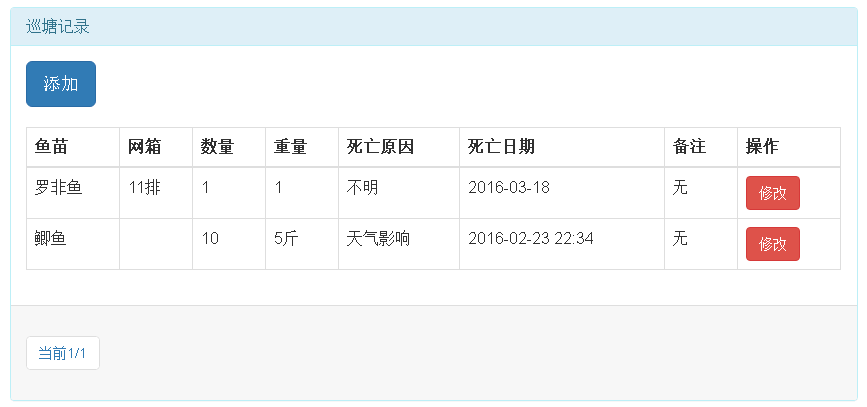 巡塘记录
添加
鱼苗 网箱 数量 重量 死亡原因 死亡日期 备注 操作
罗非鱼 11排 1 1 不明 2016-03-18 无 修改
鲫鱼 10 5斤 天气影响 2016-02-23 22:34 无 修改
当前1/1